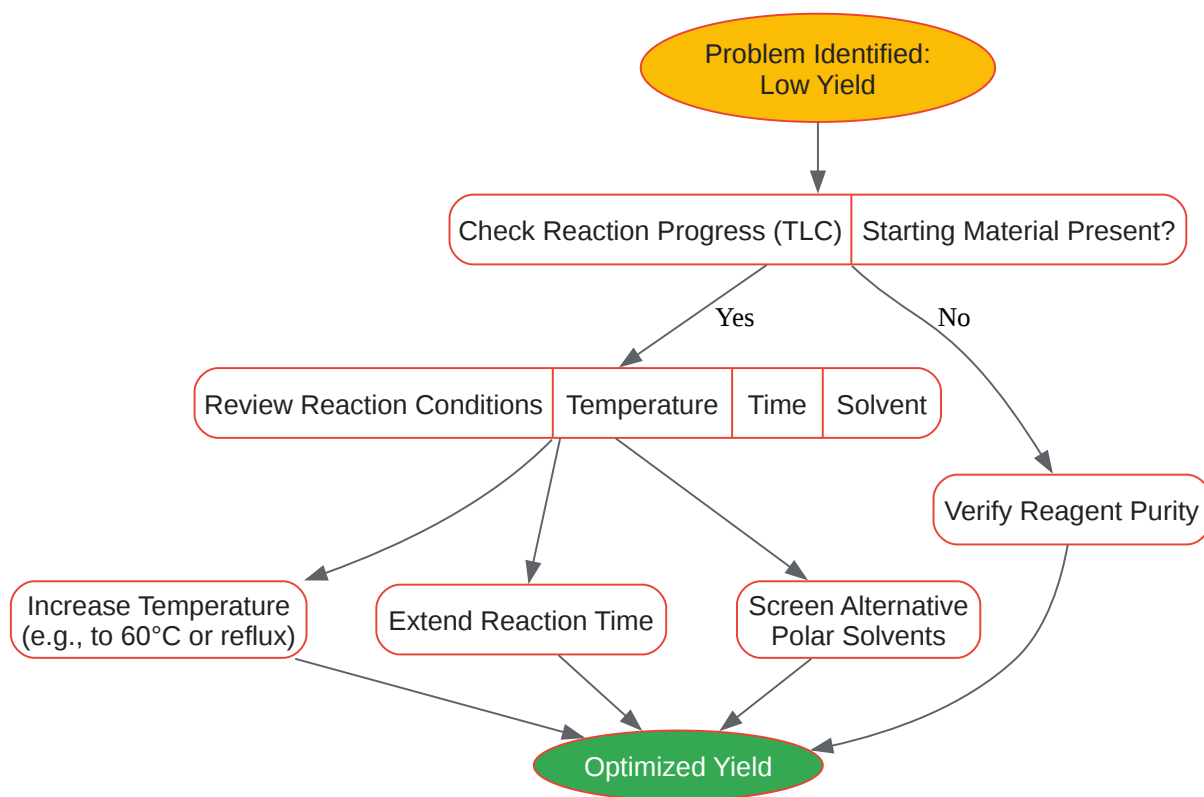 Problem Identified:
Low Yield
Check Reaction Progress (TLC)
Starting Material Present?
Yes
No
Review Reaction Conditions
Temperature
Time
Solvent
Verify Reagent Purity
Increase Temperature
(e.g., to 60°C or reflux)
Extend Reaction Time
Screen Alternative
Polar Solvents
Optimized Yield